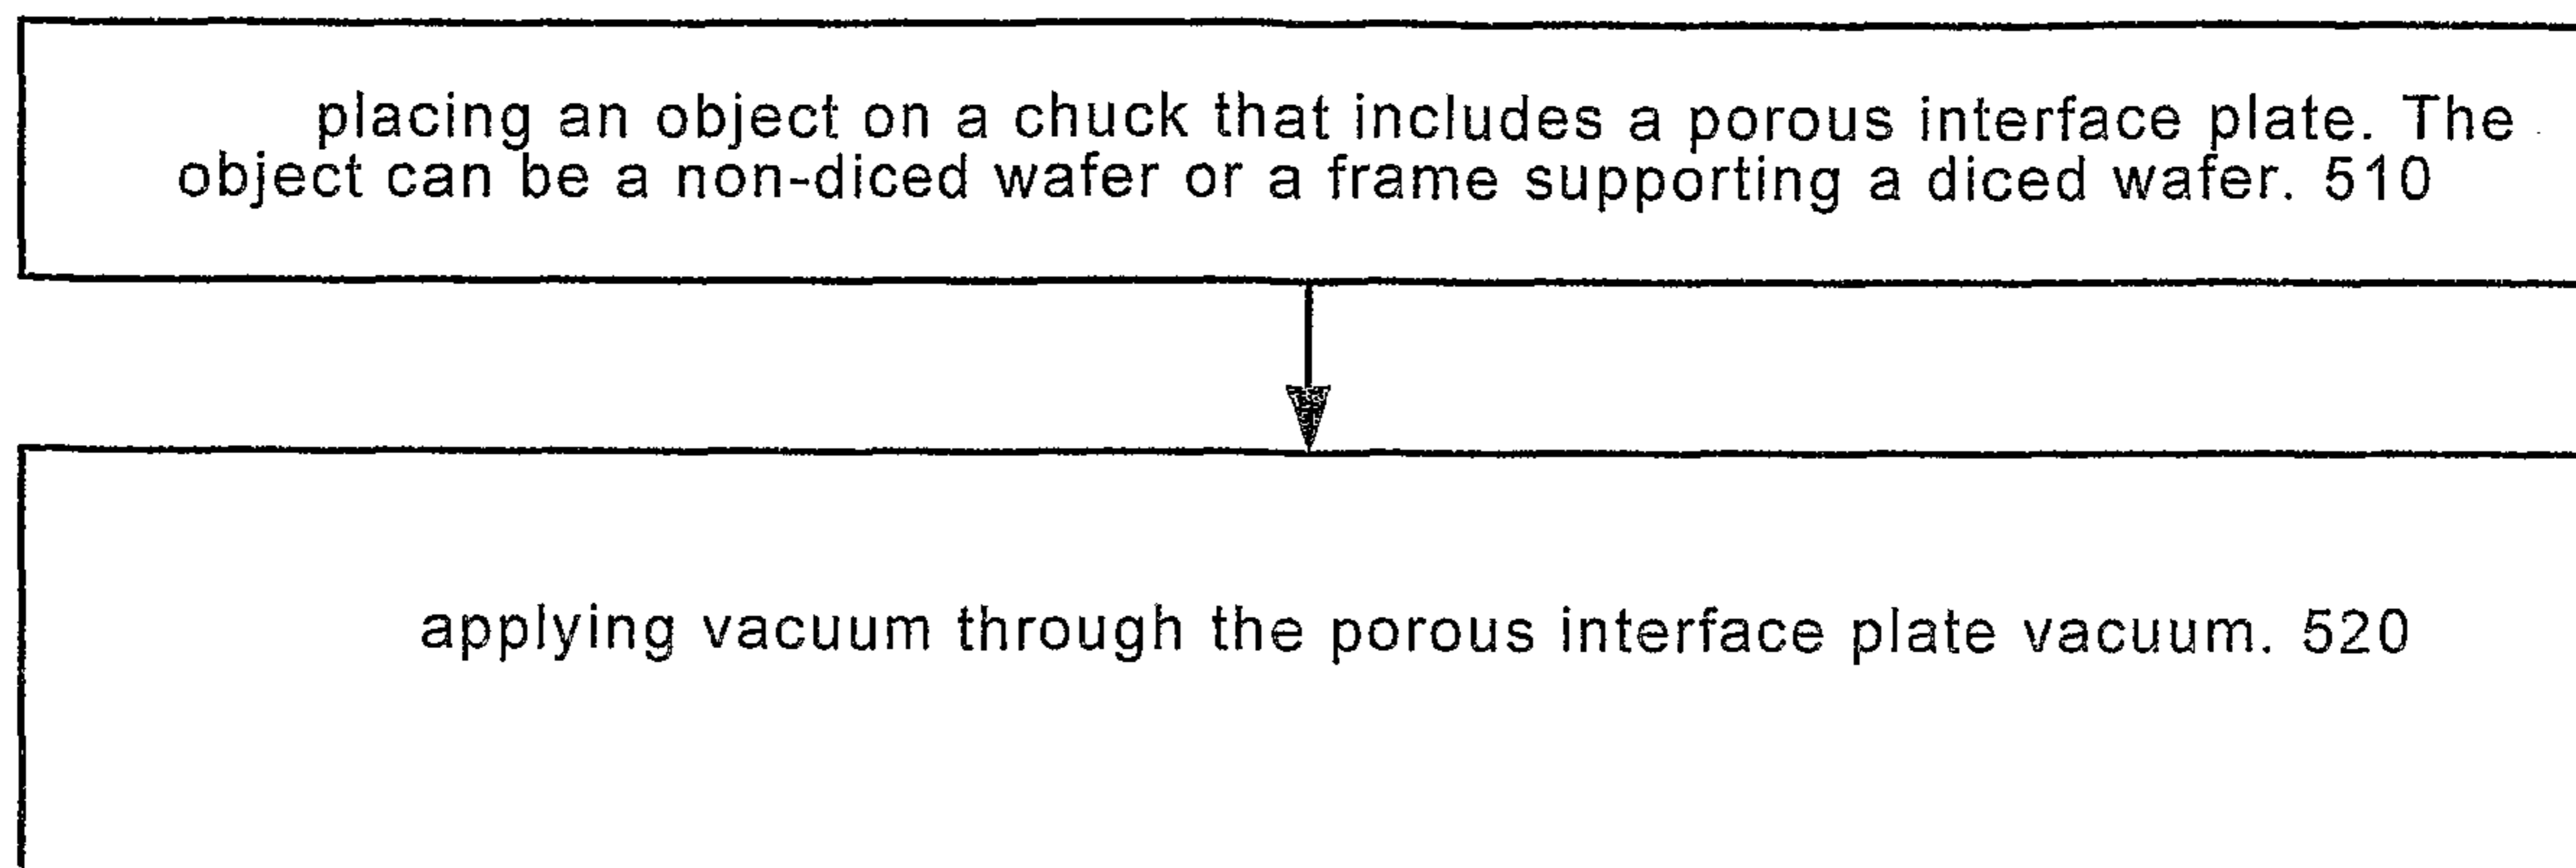 placing an object on a chuck that includes a porous interface plate. The
object can be a non-diced wafer or a frame supporting a diced wafer. 510
applying vacuum through the porous interface plate vacuum. 520